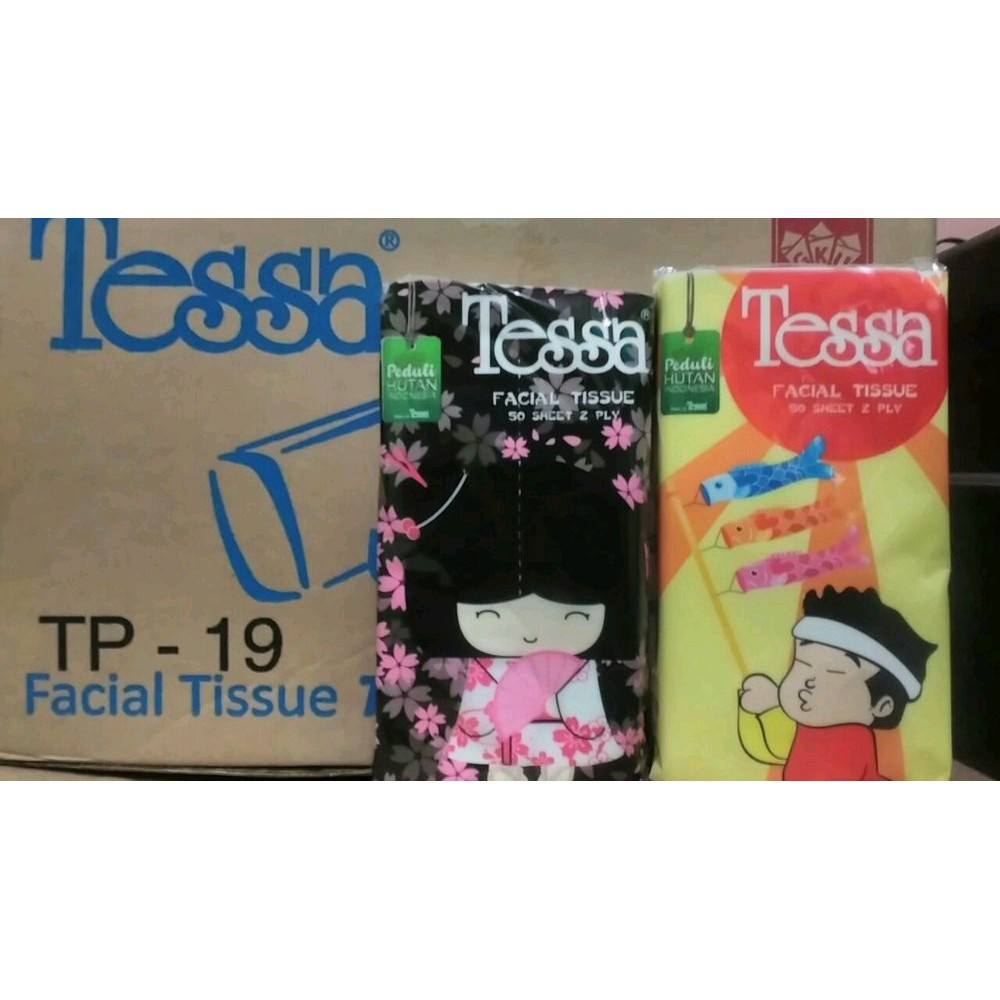 Tessa®
TP - 19
Facial Tissue
Peduli
HUTAN
INDONESIA
Tessa®
FACIAL TISSUE
50 SHEET 2 PLY
Peduli
HUTAN
INDONESIA
Tessa
FACIAL TISSUE
50 SHEET 2 PLY